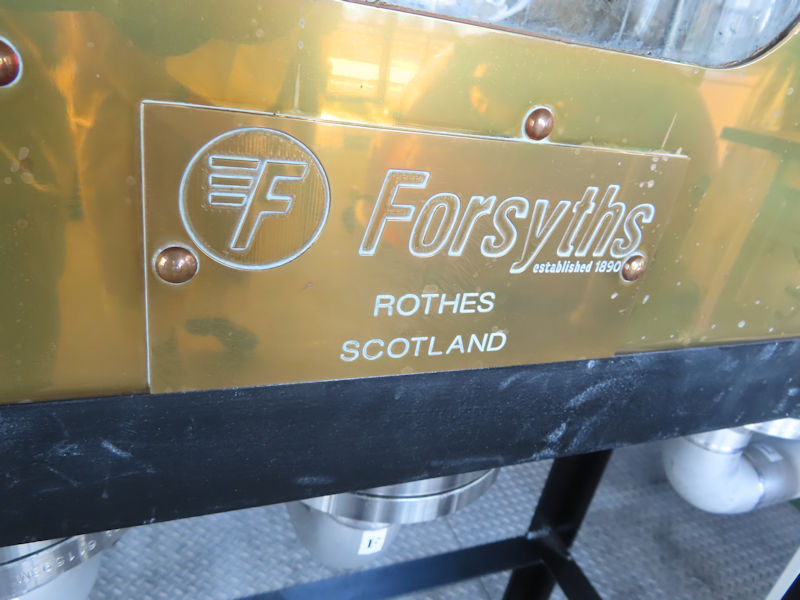 F
Forsyths
established 1890
ROTHES
SCOTLAND